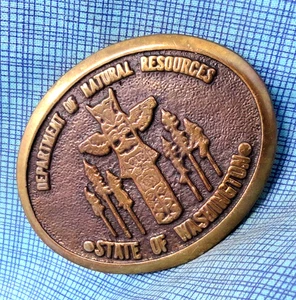 DEPARTMENT OF NATURAL RESOURCES
STATE OF WASHINGTON